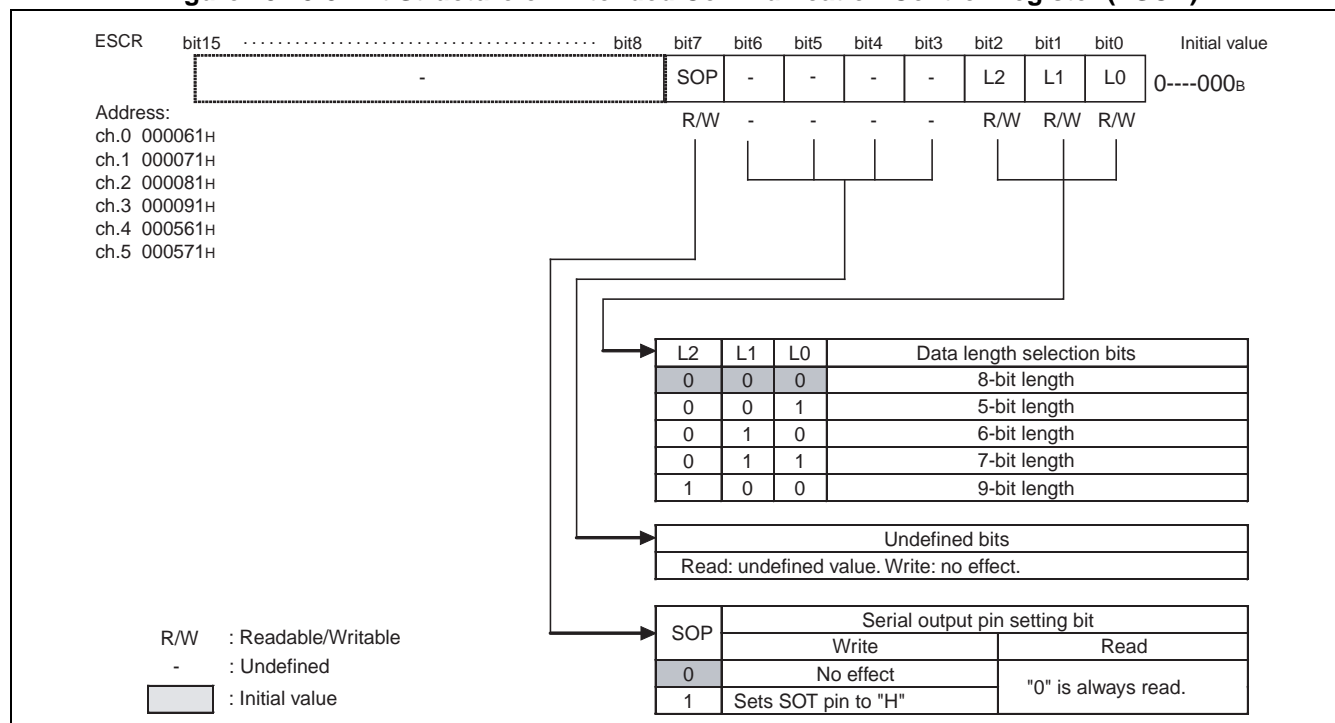 ESCR bit15 ........................................ bit8 bit7 bit6 bit5 bit4 bit3 bit2 bit1 bit0 Initial value
- SOP - - - - L2 L1 L0 0----000B
Address: R/W - - - - R/W R/W R/W
ch.0 000061H
ch.1 000071H
ch.2 000081H
ch.3 000091H
ch.4 000561H
ch.5 000571H
L2 L1 L0 Data length selection bits
0 0 0 8-bit length
0 0 1 5-bit length
0 1 0 6-bit length
0 1 1 7-bit length
1 0 0 9-bit length
Undefined bits
Read: undefined value. Write: no effect.
SOP Serial output pin setting bit
Write Read
0 No effect "0" is always read.
1 Sets SOT pin to "H"
R/W : Readable/Writable
- : Undefined
: Initial value